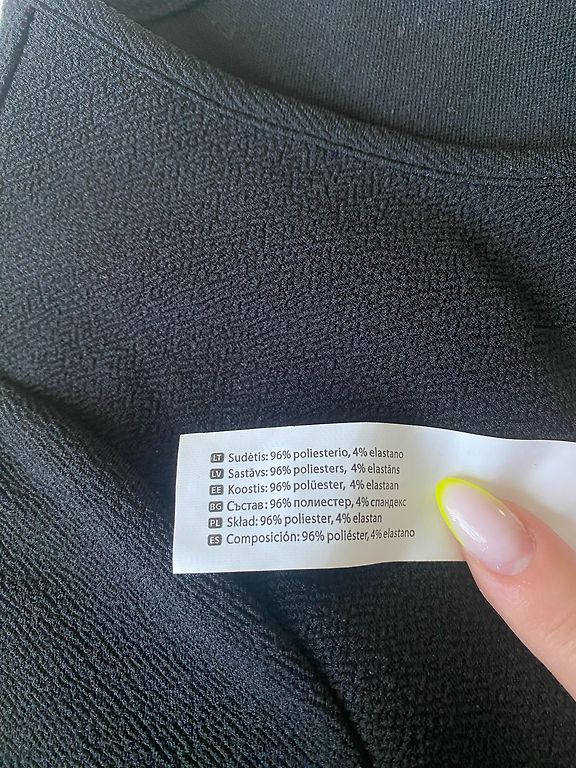 LT Sudėtis: 96% poliesterio, 4% elastano
LV Sastāvs: 96% poliesters, 4% elastāns
EE Koostis: 96% polüester, 4% elastaan
BG Състав: 96% полиестер, 4% спандекс
PL Skład: 96% poliester, 4% elastan
ES Composición: 96% poliéster, 4% elastano